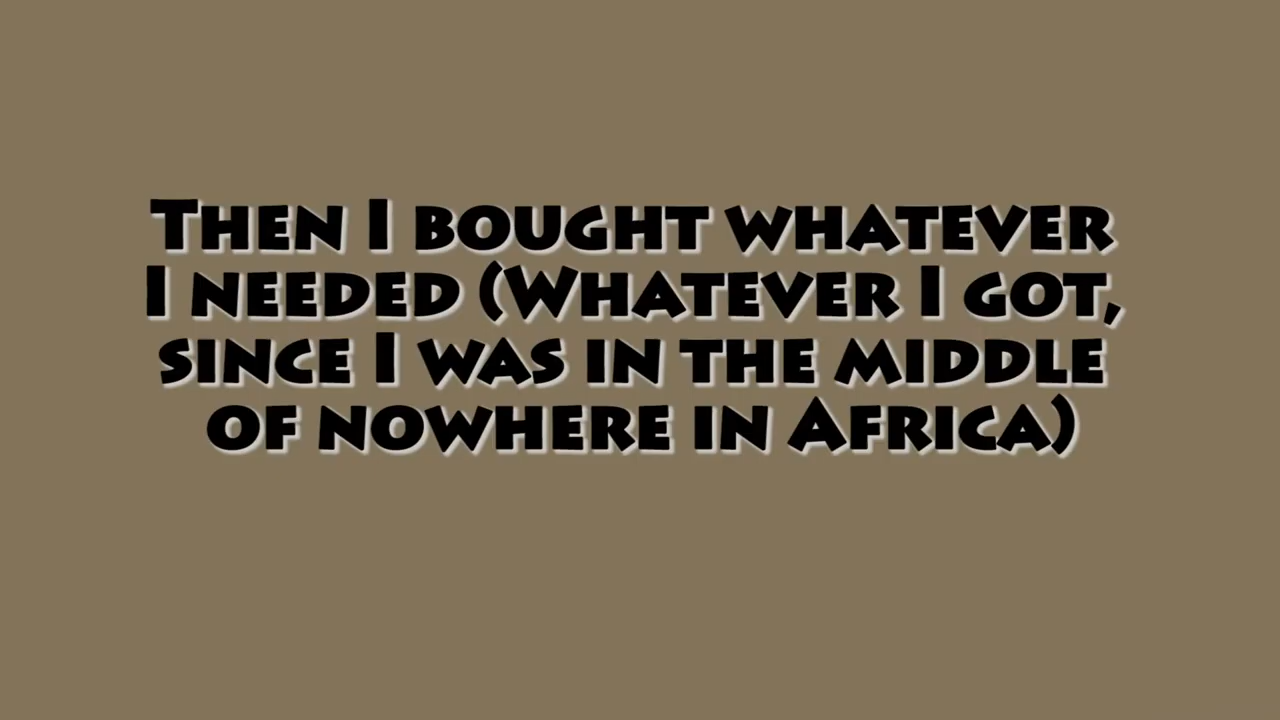 Then I bought whatever
I needed (Whatever I got,
since I was in the middle
of nowhere in Africa)